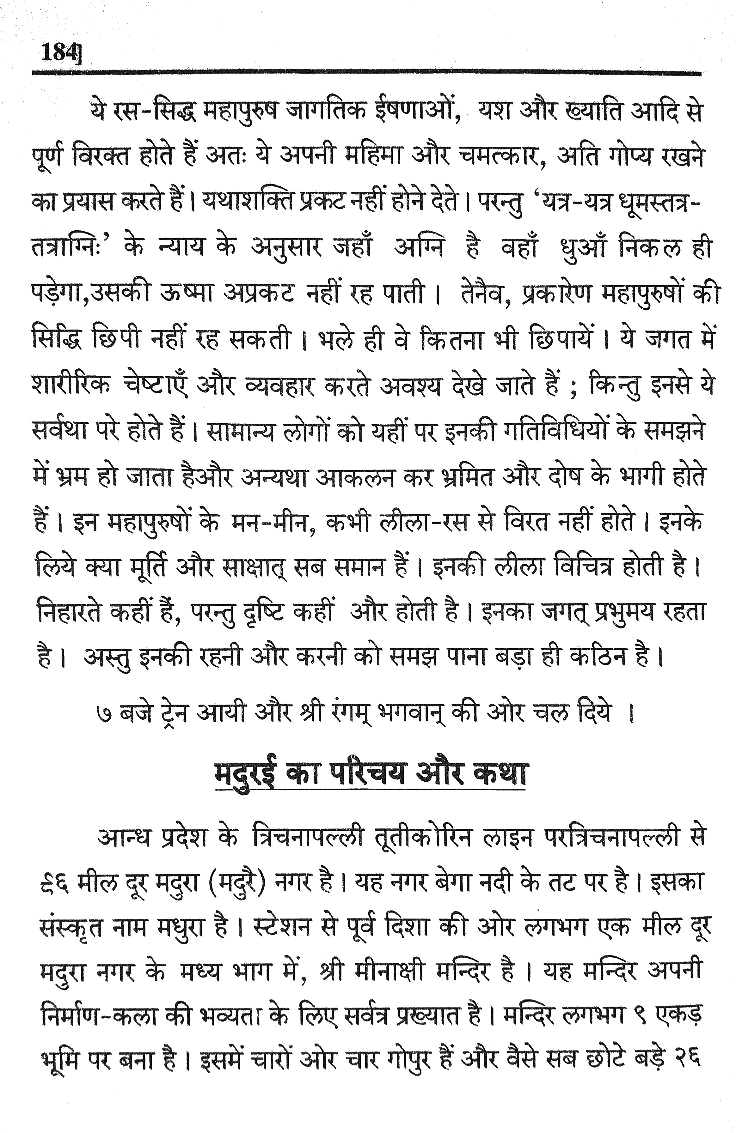 184]
ये रस-सिद्ध महापुरुष जागतिक ईषणाओं, यश और ख्याति आदि से
पूर्ण विरक्त होते हैं अतः ये अपनी महिमा और चमत्कार, अति गोप्य रखने
का प्रयास करते हैं। यथाशक्ति प्रकट नहीं होने देते। परन्तु ‘यत्र-यत्र धूमस्तत्र-
तत्राग्निः’ के न्याय के अनुसार जहाँ अग्नि है वहाँ धुआँ निकल ही
पड़ेगा,उसकी ऊष्मा अप्रकट नहीं रह पाती। तेनैव, प्रकारेण महापुरुषों की
सिद्धि छिपी नहीं रह सकती। भले ही वे कितना भी छिपायें। ये जगत में
शारीरिक चेष्टाएँ और व्यवहार करते अवश्य देखे जाते हैं ; किन्तु इनसे ये
सर्वथा परे होते हैं। सामान्य लोगों को यहीं पर इनकी गतिविधियों के समझने
में भ्रम हो जाता हैऔर अन्यथा आकलन कर भ्रमित और दोष के भागी होते
हैं। इन महापुरुषों के मन-मीन, कभी लीला-रस से विरत नहीं होते। इनके
लिये क्या मूर्ति और साक्षात् सब समान हैं। इनकी लीला विचित्र होती है।
निहारते कहीं हैं, परन्तु दृष्टि कहीं और होती है। इनका जगत् प्रभुमय रहता
है। अस्तु इनकी रहनी और करनी को समझ पाना बड़ा ही कठिन है।
७ बजे ट्रेन आयी और श्री रंगम् भगवान् की ओर चल दिये ।
मदुरई का परिचय और कथा
आन्ध प्रदेश के त्रिचनापल्ली तूतीकोरिन लाइन परत्रिचनापल्ली से
९६ मील दूर मदुरा (मदुरै) नगर है। यह नगर बेगा नदी के तट पर है। इसका
संस्कृत नाम मधुरा है। स्टेशन से पूर्व दिशा की ओर लगभग एक मील दूर
मदुरा नगर के मध्य भाग में, श्री मीनाक्षी मन्दिर है। यह मन्दिर अपनी
निर्माण-कला की भव्यता के लिए सर्वत्र प्रख्यात है। मन्दिर लगभग ९ एकड़
भूमि पर बना है। इसमें चारों ओर चार गोपुर हैं और वैसे सब छोटे बड़े २६